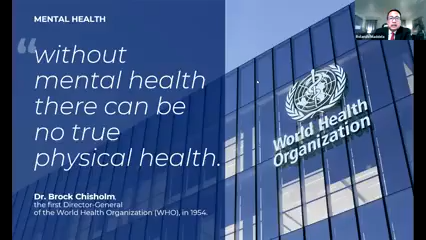 MENTAL HEALTH
“without
mental health
there can be
no true
physical health.
Dr. Brock Chisholm,
the first Director-General
of the World Health Organization (WHO), in 1954.
World Health
Organization